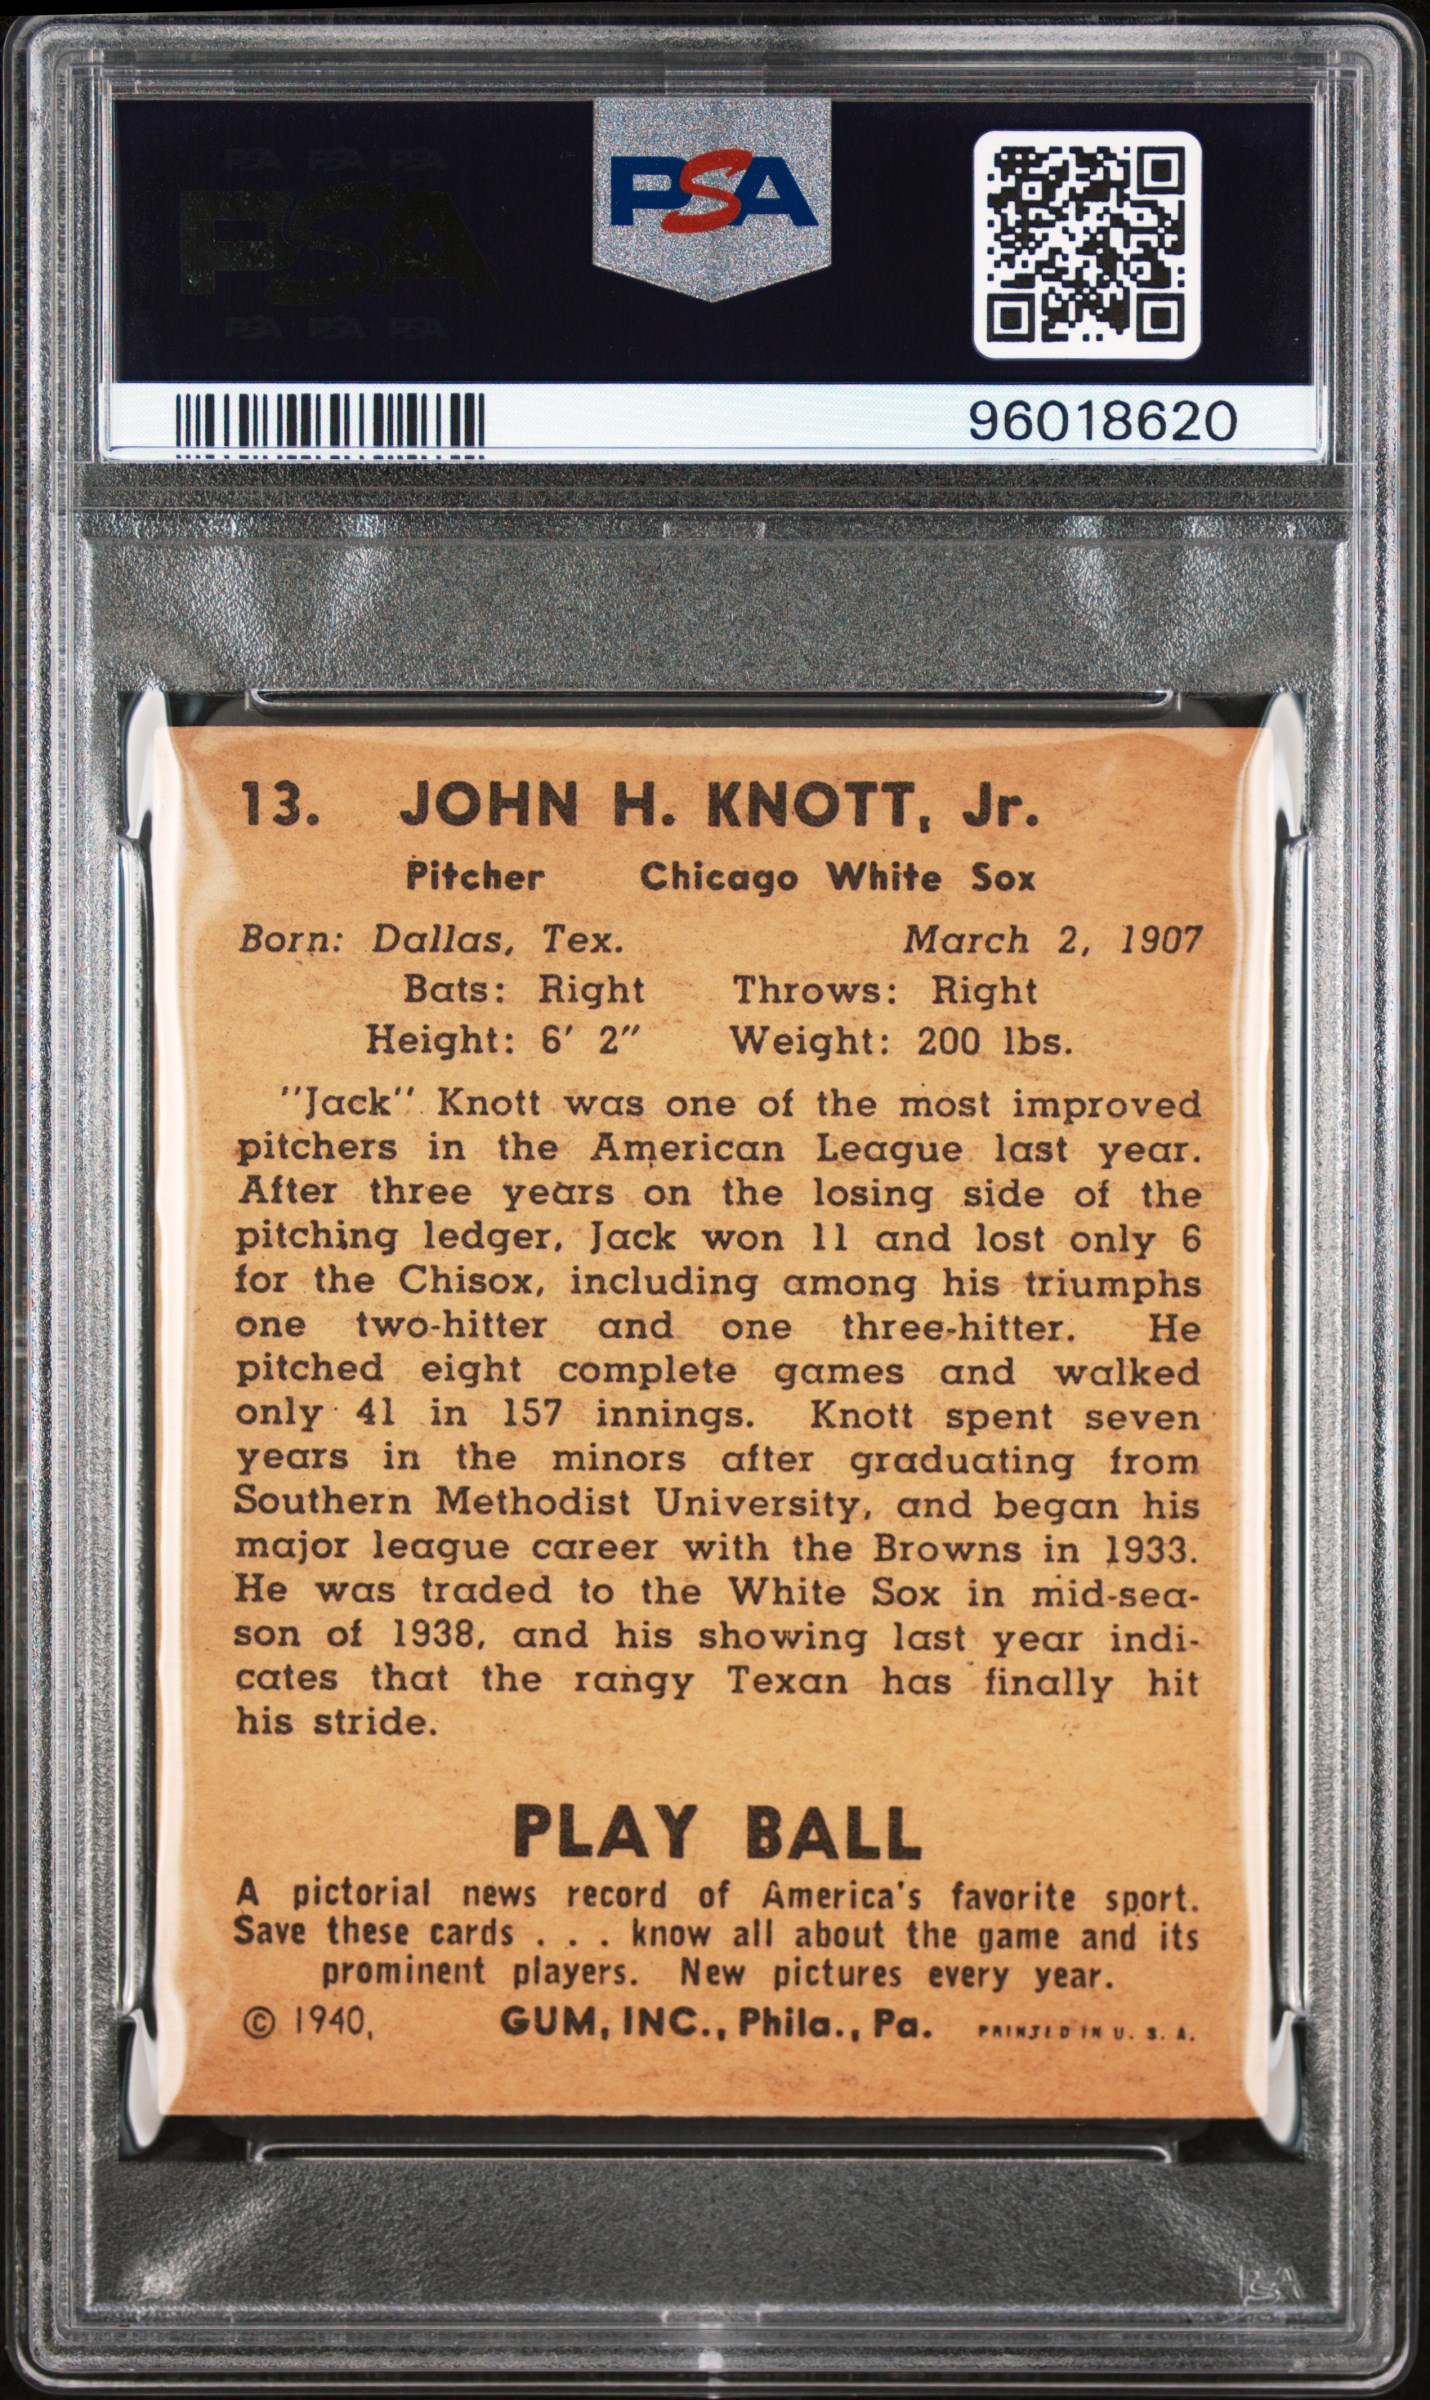 PSA PSA PSA
PSA
PSA PSA PSA
PSA
96018620
13. JOHN H. KNOTT, Jr.
Pitcher Chicago White Sox
Born: Dallas, Tex. March 2, 1907
Bats: Right Throws: Right
Height: 6' 2" Weight: 200 lbs.
"Jack" Knott was one of the most improved
pitchers in the American League last year.
After three years on the losing side of the
pitching ledger, Jack won 11 and lost only 6
for the Chisox, including among his triumphs
one two-hitter and one three-hitter. He
pitched eight complete games and walked
only 41 in 157 innings. Knott spent seven
years in the minors after graduating from
Southern Methodist University, and began his
major league career with the Browns in 1933.
He was traded to the White Sox in mid-sea-
son of 1938, and his showing last year indi-
cates that the rangy Texan has finally hit
his stride.
PLAY BALL
A pictorial news record of America's favorite sport.
Save these cards . . . know all about the game and its
prominent players. New pictures every year.
© 1940, GUM, INC., Phila., Pa. PRINTED IN U. S. A.
PSA